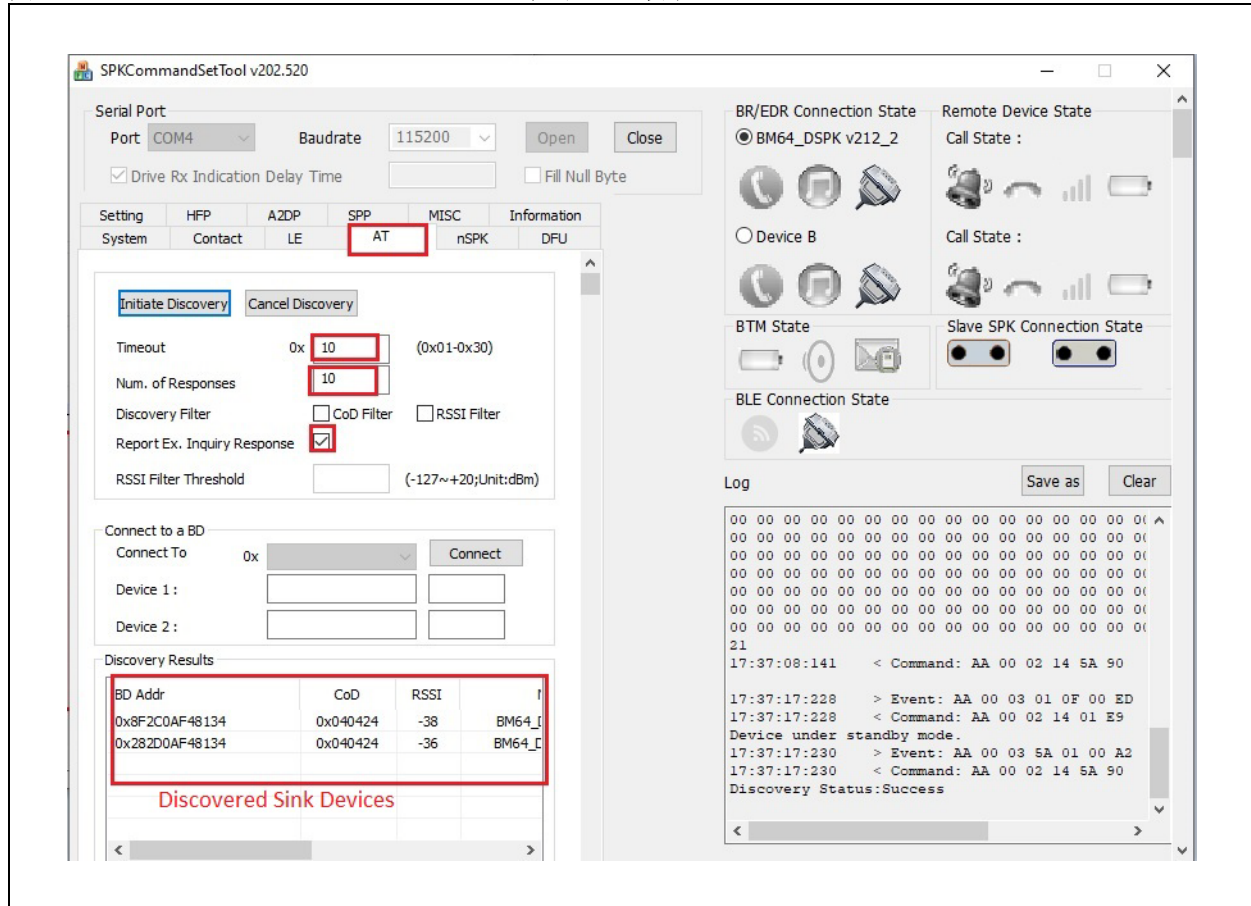 SPKCommandSetTool v202.520
Serial Port
Port COM4 Baudrate 115200 Open Close
Drive Rx Indication Delay Time Fill Null Byte
Setting HFP A2DP SPP MISC Information
System Contact LE AT nSPK DFU
Initiate Discovery Cancel Discovery
Timeout 0x 10 (0x01-0x30)
Num. of Responses 10
Discovery Filter CoD Filter RSSI Filter
Report Ex. Inquiry Response
RSSI Filter Threshold (-127~+20;Unit:dBm)
Connect to a BD
Connect To 0x Connect
Device 1 :
Device 2 :
Discovery Results
BD Addr CoD RSSI
0x8F2C0AF48134 0x040424 -38 BM64_D
0x282D0AF48134 0x040424 -36 BM64_D
Discovered Sink Devices
BR/EDR Connection State Remote Device State
BM64_DSPK v212_2 Call State :
Device B Call State :
BTM State Slave SPK Connection State
BLE Connection State
Log Save as Clear
00 00 00 00 00 00 00 00 00 00 00 00 00 00 0
00 00 00 00 00 00 00 00 00 00 00 00 00 00 0
00 00 00 00 00 00 00 00 00 00 00 00 00 00 0
00 00 00 00 00 00 00 00 00 00 00 00 00 00 0
00 00 00 00 00 00 00 00 00 00 00 00 00 00 0
00 00 00 00 00 00 00 00 00 00 00 00 00 00 0
00 00 00 00 00 00 00 00 00 00 00 00 00 00 0
21
17:37:08:141 < Command: AA 00 02 14 5A 90
17:37:17:228 > Event: AA 00 03 01 0F 00 ED
17:37:17:228 < Command: AA 00 02 14 01 E9
Device under standby mode.
17:37:17:230 > Event: AA 00 03 5A 01 00 A2
17:37:17:230 < Command: AA 00 02 14 5A 90
Discovery Status:Success